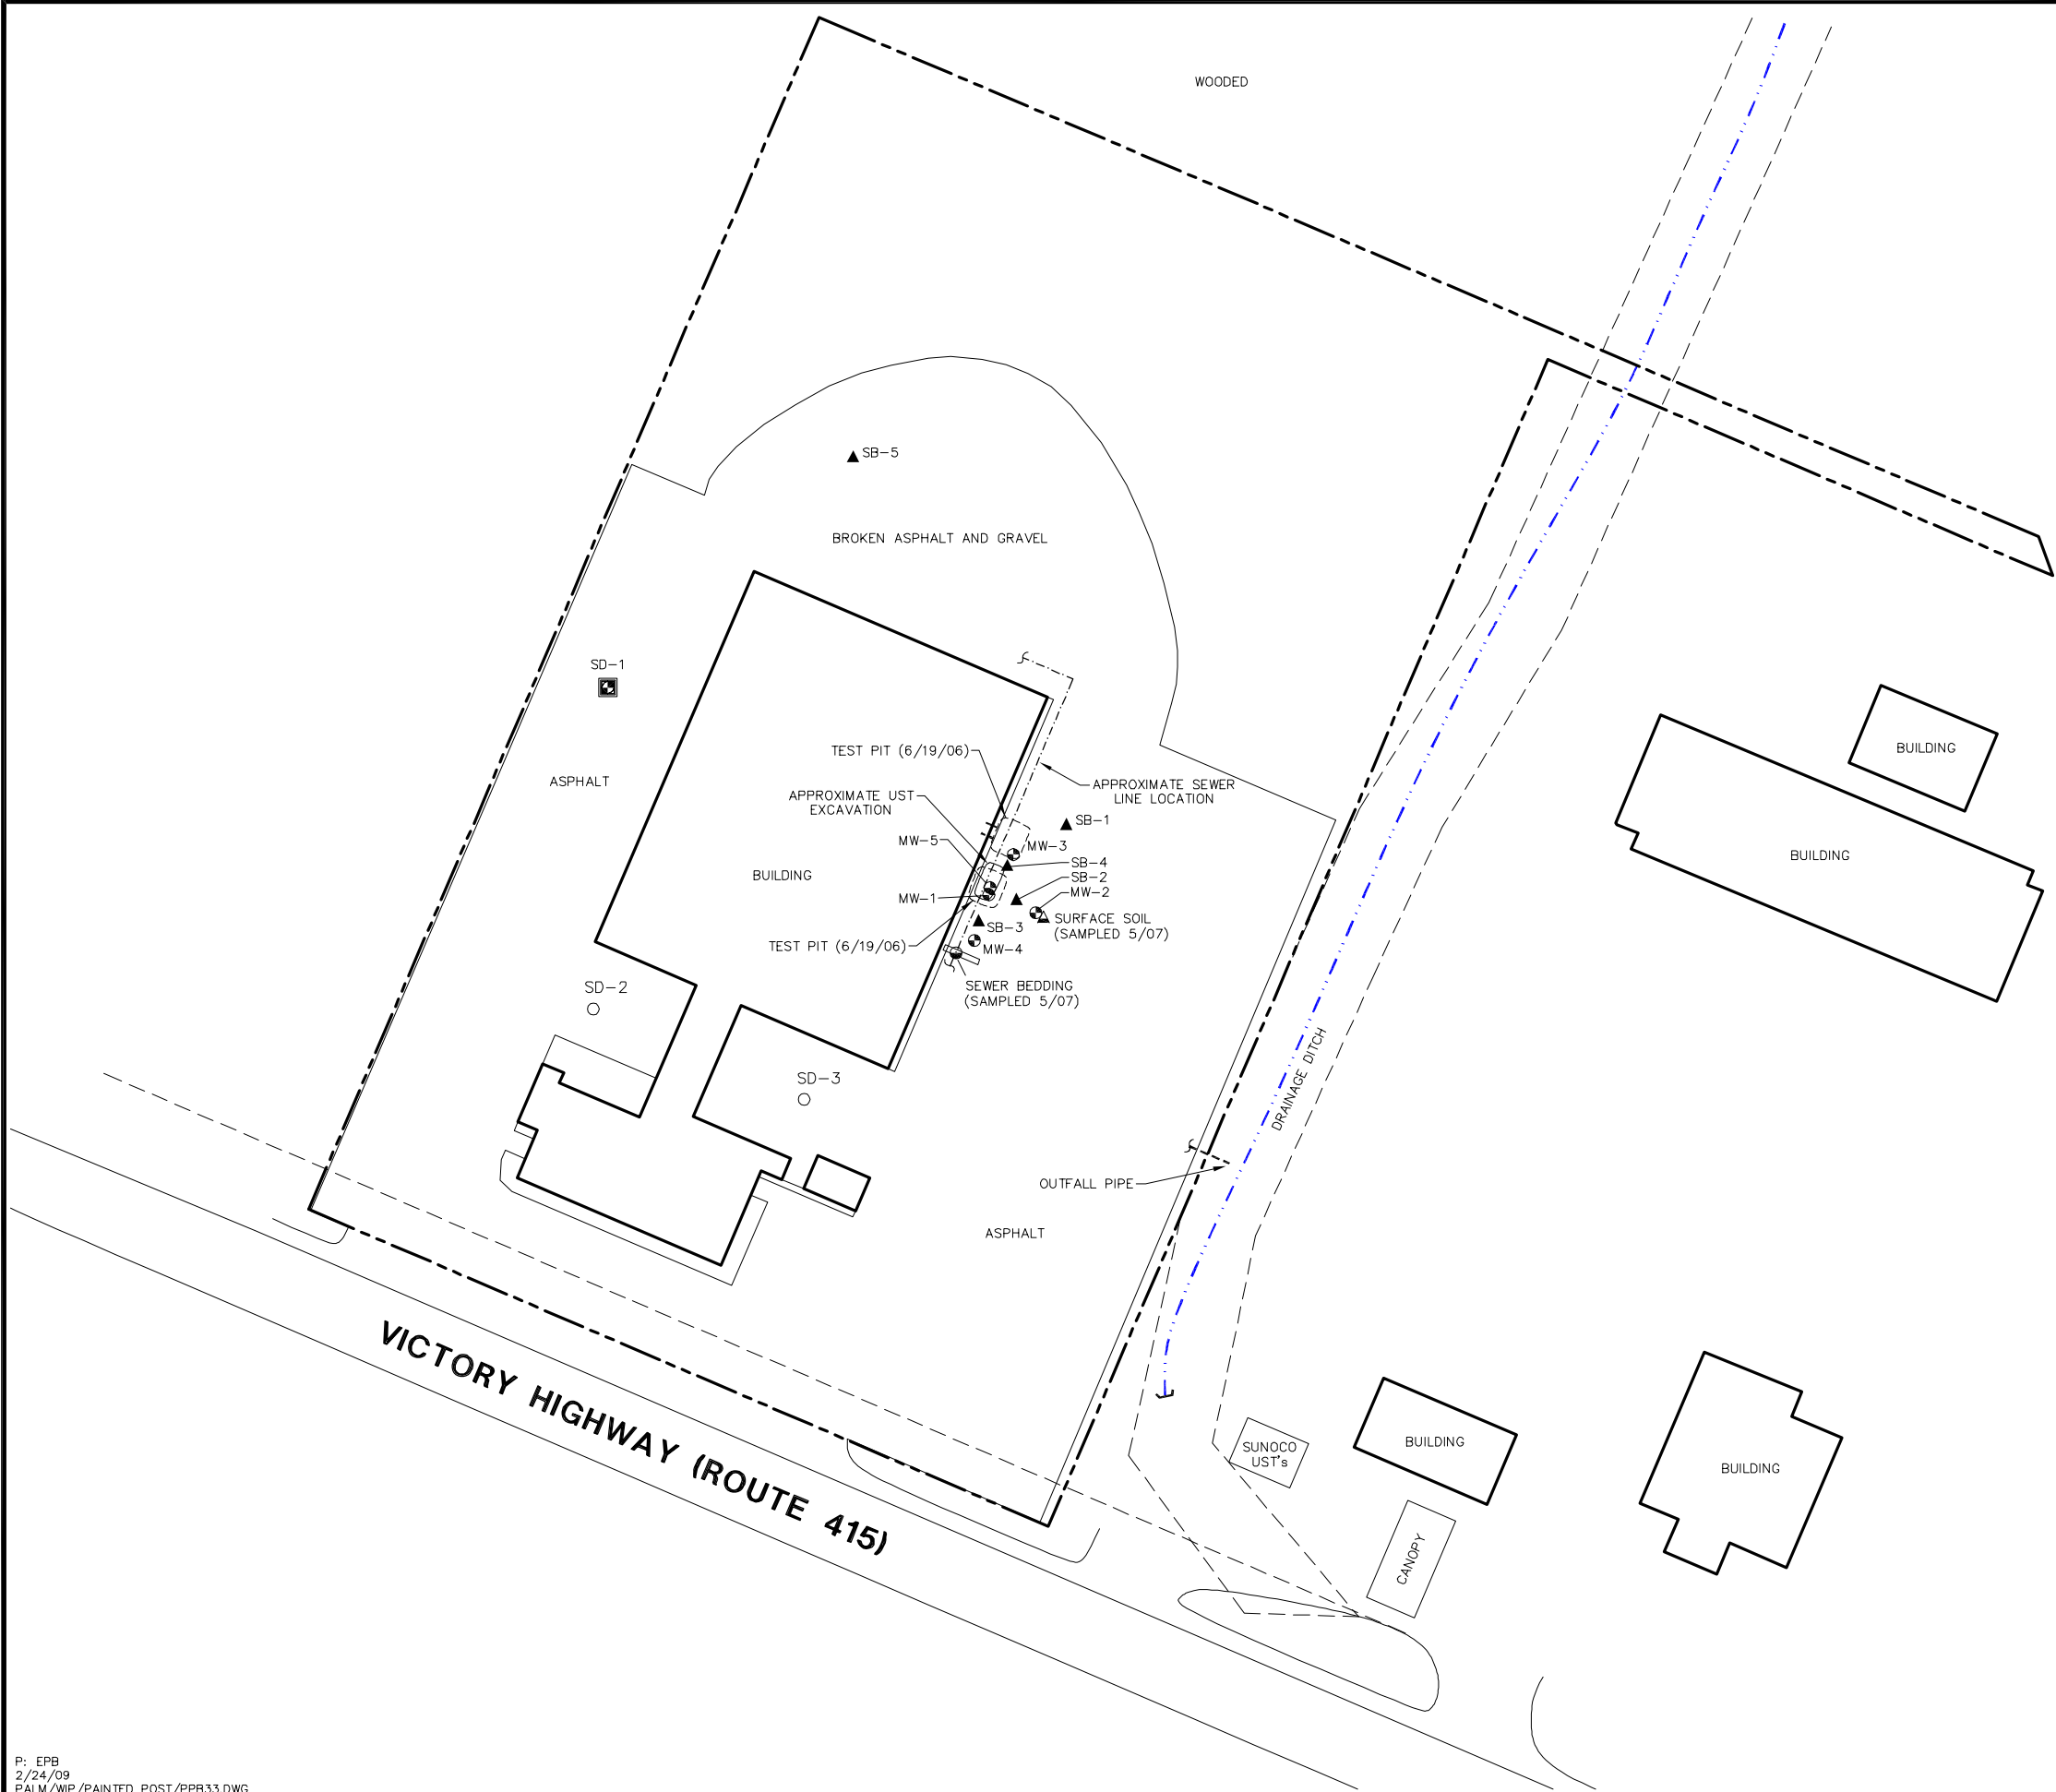 WOODED
SB-5
BROKEN ASPHALT AND GRAVEL
SD-1
TEST PIT (6/19/06)
ASPHALT
APPROXIMATE SEWER
LINE LOCATION
APPROXIMATE UST
EXCAVATION
SB-1
MW-5
MW-3
SB-4
BUILDING
SB-2
MW-1
MW-2
SURFACE SOIL
(SAMPLED 5/07)
SB-3
TEST PIT (6/19/06)
MW-4
SEWER BEDDING
(SAMPLED 5/07)
BUILDING
BUILDING
SD-2
SD-3
DRAINAGE DITCH
OUTFALL PIPE
ASPHALT
VICTORY HIGHWAY (ROUTE 415)
SUNOCO
UST's
BUILDING
BUILDING
CANOPY
P: EPB
2/24/09
PALM/WIP/PAINTED POST/PPB33.DWG